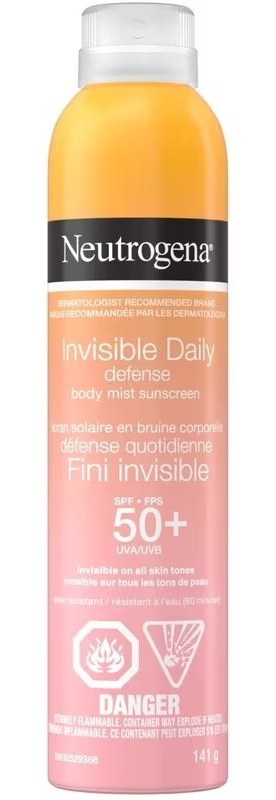 Neutrogena®
DERMATOLOGIST RECOMMENDED BRAND
MARQUE RECOMMANDÉE PAR LES DERMATOLOGUES
Invisible Daily
defense
body mist sunscreen
écran solaire en bruine corporelle
défense quotidienne
Fini invisible
SPF • FPS
50+
UVA/UVB
invisible on all skin tones
invisible sur tous les tons de peau
water resistant / résistant à l'eau (80 minutes)
DANGER
EXTREMELY FLAMMABLE. CONTAINER MAY EXPLODE IF HEATED.
INFLAMMABLE. CE CONTENANT PEUT EXPLOSER S'IL EST
141 g